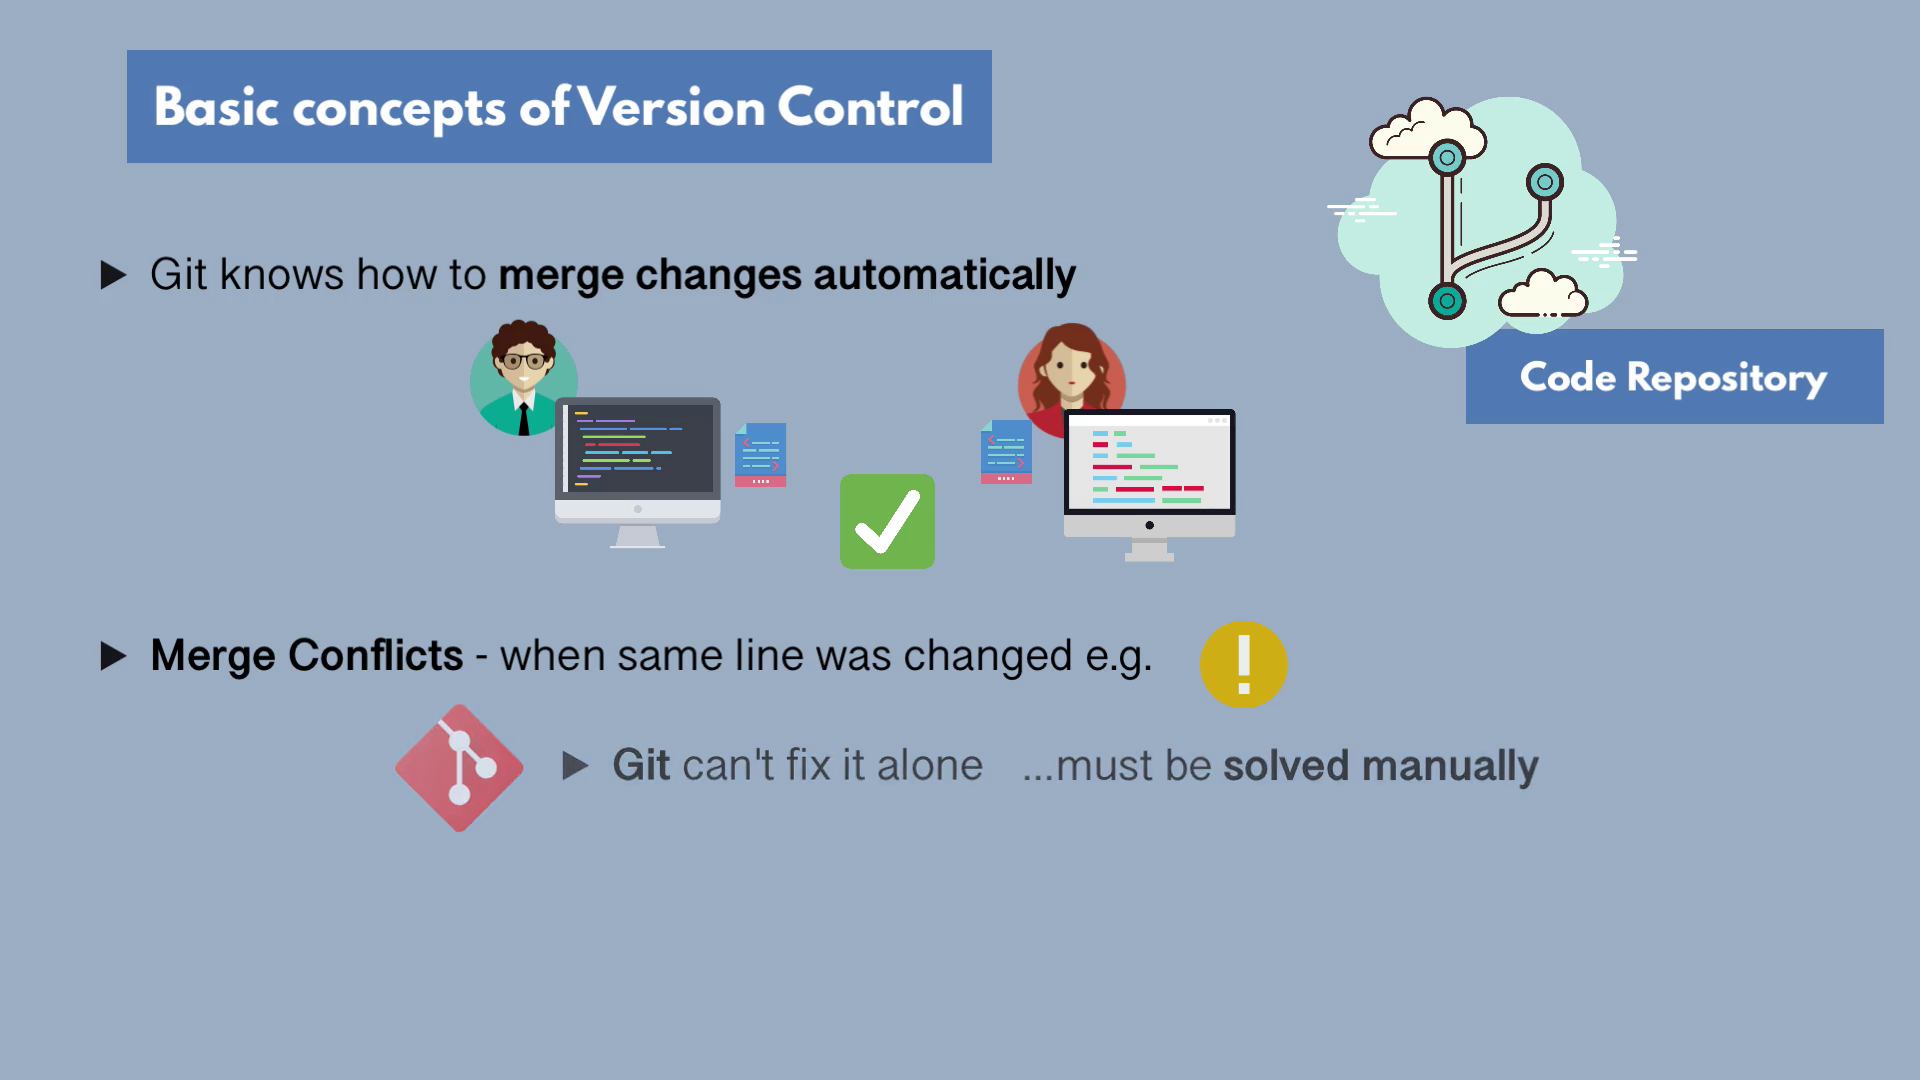 Basic concepts of Version Control
Git knows how to merge changes automatically
Code Repository
Merge Conflicts - when same line was changed e.g.
Git can't fix it alone ...must be solved manually